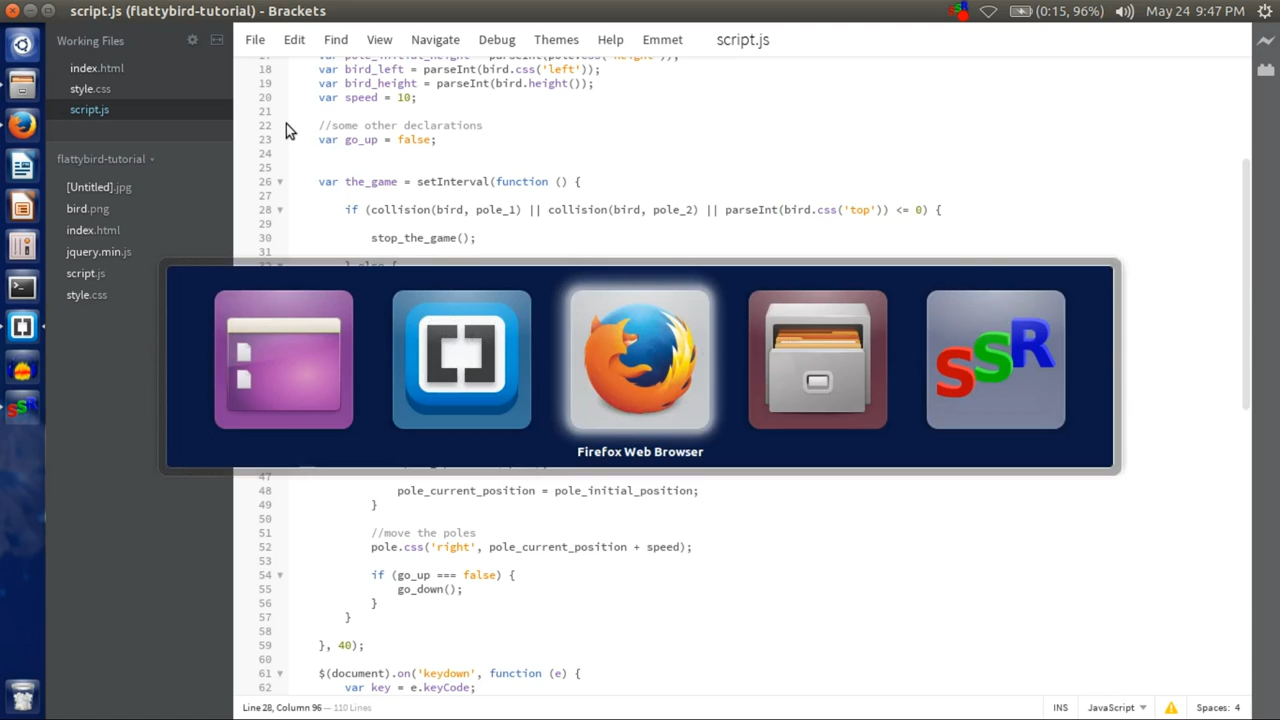 script.js (flattybird-tutorial) - Brackets
(0:15, 96%)
May 24 9:47 PM
Working Files
index.html
style.css
script.js
flattybird-tutorial
[Untitled].jpg
bird.png
index.html
jquery.min.js
script.js
style.css
File Edit Find View Navigate Debug Themes Help Emmet script.js
18 var bird_left = parseInt(bird.css('left'));
19 var bird_height = parseInt(bird.height());
20 var speed = 10;
21
22 //some other declarations
23 var go_up = false;
24
25
26 var the_game = setInterval(function () {
27
28 if (collision(bird, pole_1) || collision(bird, pole_2) || parseInt(bird.css('top')) <= 0) {
29
30 stop_the_game();
31
SSR
Firefox Web Browser
47
48 pole_current_position = pole_initial_position;
49 }
50
51 //move the poles
52 pole.css('right', pole_current_position + speed);
53
54 if (go_up === false) {
55 go_down();
56 }
57 }
58
59 }, 40);
60
61 $(document).on('keydown', function (e) {
62 var key = e.keyCode;
Line 28, Column 96 — 110 Lines
INS JavaScript Spaces: 4